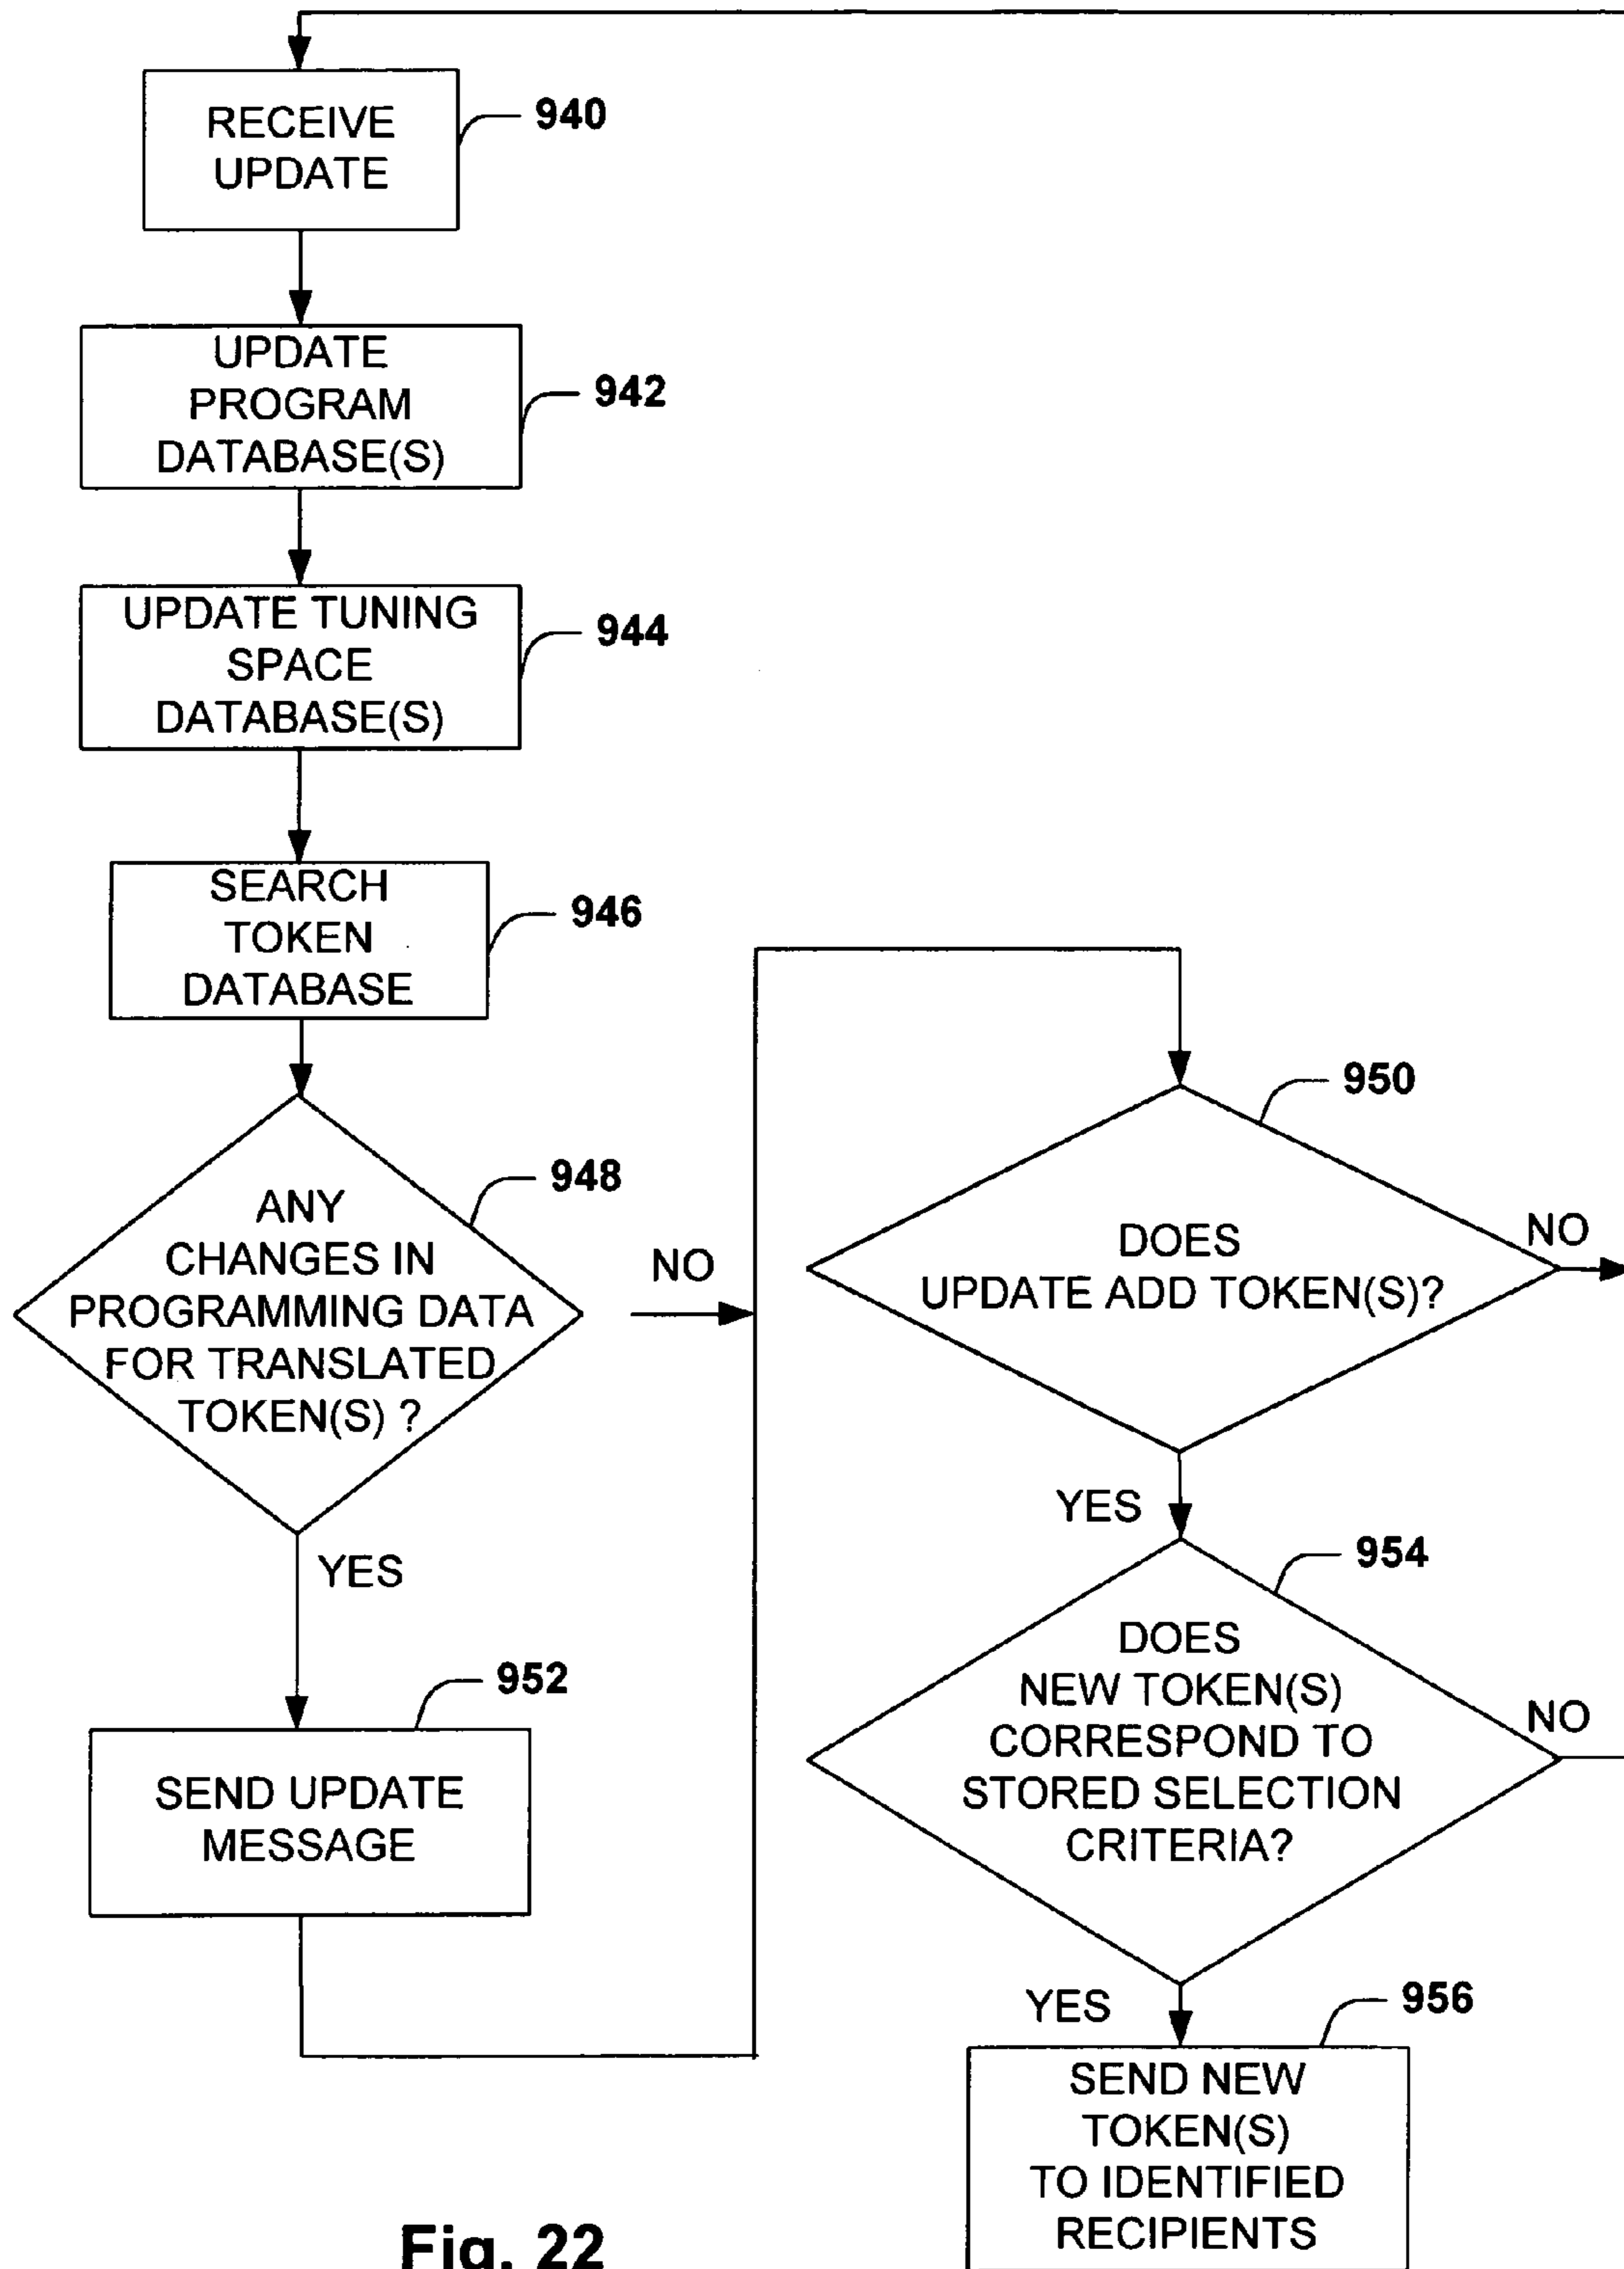 RECEIVE
UPDATE
940
UPDATE
PROGRAM
DATABASE(S)
942
UPDATE TUNING
SPACE
DATABASE(S)
944
SEARCH
TOKEN
DATABASE
946
ANY
CHANGES IN
PROGRAMMING DATA
FOR TRANSLATED
TOKEN(S) ?
948
NO
YES
SEND UPDATE
MESSAGE
952
DOES
UPDATE ADD TOKEN(S)?
950
NO
YES
DOES
NEW TOKEN(S)
CORRESPOND TO
STORED SELECTION
CRITERIA?
954
NO
YES
SEND NEW
TOKEN(S)
TO IDENTIFIED
RECIPIENTS
956
Fig. 22